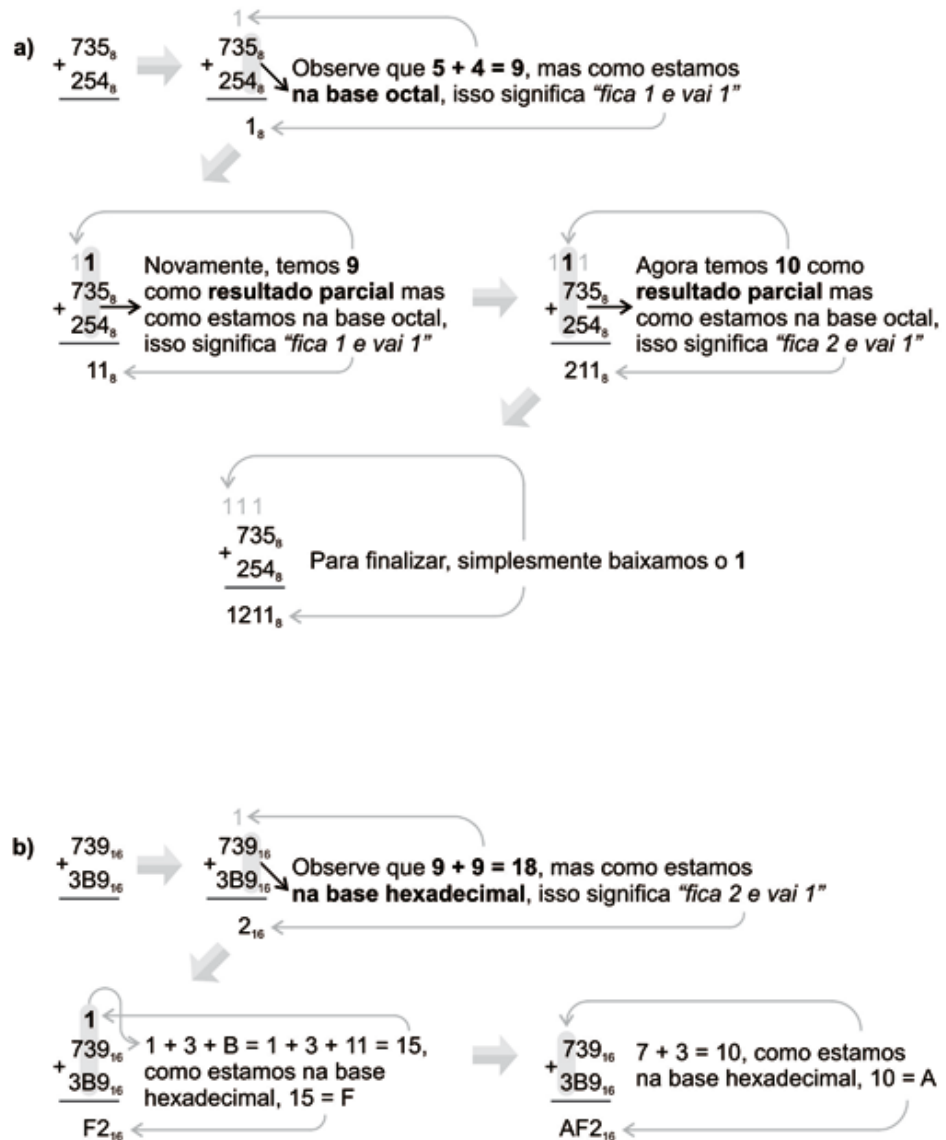 a)
1
735₈
+
254₈
735₈
+
254₈
1₈
Observe que 5 + 4 = 9, mas como estamos
na base octal, isso significa “fica 1 e vai 1”
11
735₈
+
254₈
11₈
Novamente, temos 9
como resultado parcial mas
como estamos na base octal,
isso significa “fica 1 e vai 1”
111
735₈
+
254₈
211₈
Agora temos 10 como
resultado parcial mas
como estamos na base octal,
isso significa “fica 2 e vai 1”
111
735₈
+
254₈
1211₈
Para finalizar, simplesmente baixamos o 1
b)
739₁₆
+
3B9₁₆
1
739₁₆
+
3B9₁₆
2₁₆
Observe que 9 + 9 = 18, mas como estamos
na base hexadecimal, isso significa “fica 2 e vai 1”
1
739₁₆
+
3B9₁₆
F2₁₆
1 + 3 + B = 1 + 3 + 11 = 15,
como estamos na base
hexadecimal, 15 = F
739₁₆
+
3B9₁₆
AF2₁₆
7 + 3 = 10, como estamos
na base hexadecimal, 10 = A